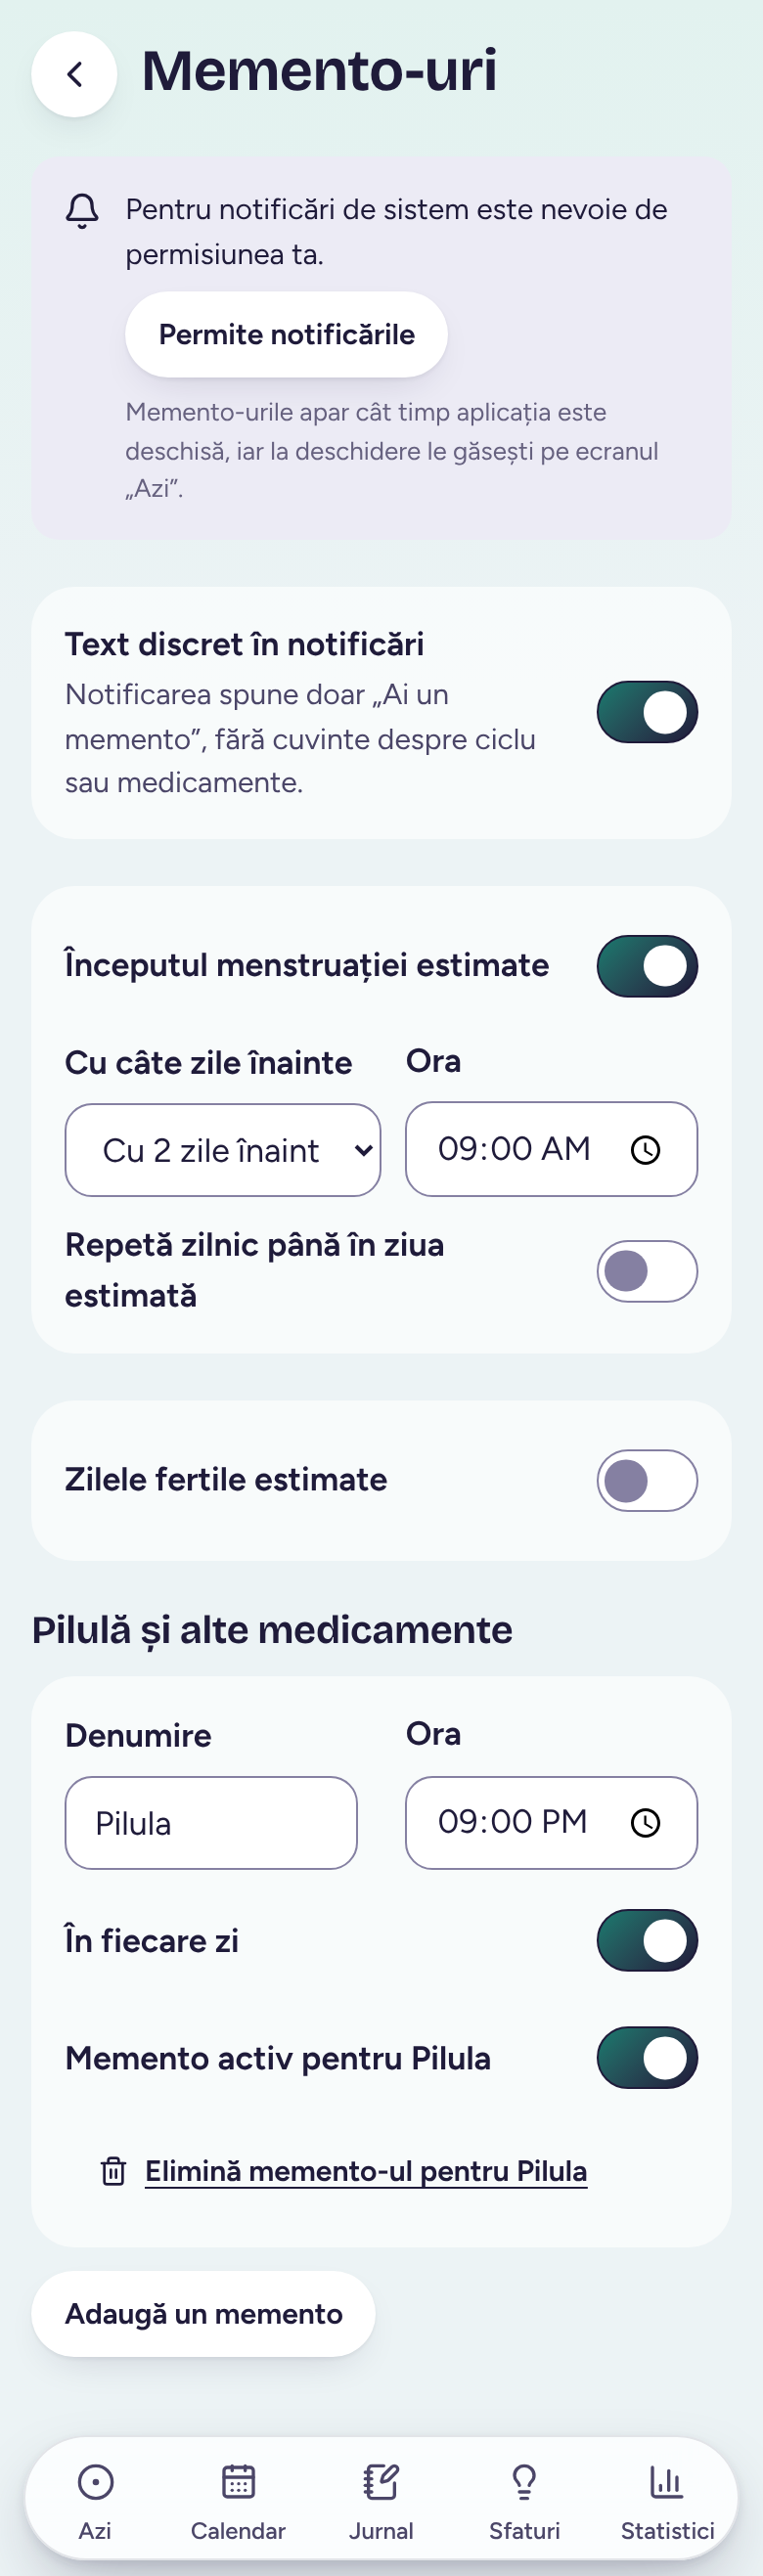 Memento-uri
Pentru notificări de sistem este nevoie de
permisiunea ta.
Permite notificările
Memento-urile apar cât timp aplicația este
deschisă, iar la deschidere le găsești pe ecranul
„Azi”.
Text discret în notificări
Notificarea spune doar „Ai un
memento”, fără cuvinte despre ciclu
sau medicamente.
Începutul menstruației estimate
Cu câte zile înainte
Ora
Cu 2 zile înaint
09:00 AM
Repetă zilnic până în ziua
estimată
Zilele fertile estimate
Pilulă și alte medicamente
Denumire
Ora
Pilula
09:00 PM
În fiecare zi
Memento activ pentru Pilula
Elimină memento-ul pentru Pilula
Adaugă un memento
Azi
Calendar
Jurnal
Sfaturi
Statistici